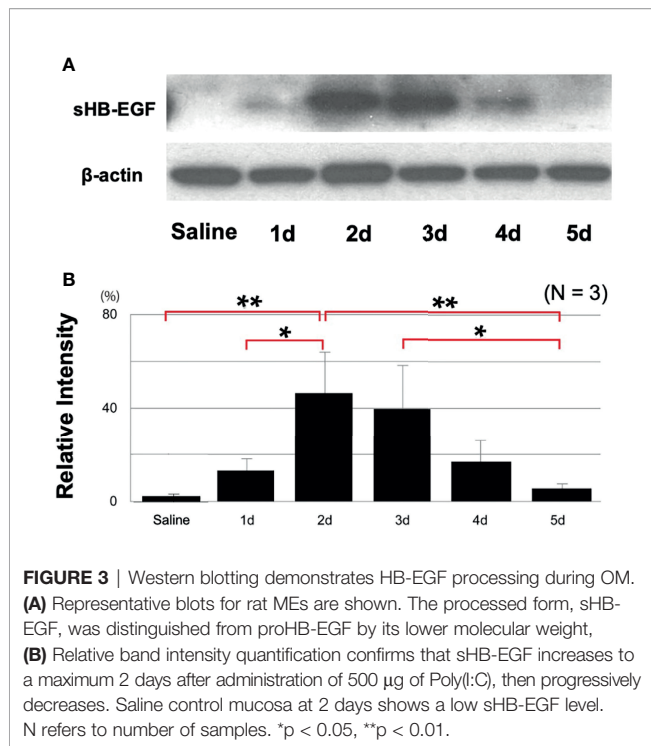 A
sHB-EGF
β-actin
Saline 1d 2d 3d 4d 5d
B
(%)
(N = 3)
** **
* *
80
40
0
Relative Intensity
Saline 1d 2d 3d 4d 5d
FIGURE 3 | Western blotting demonstrates HB-EGF processing during OM.
(A) Representative blots for rat MEs are shown. The processed form, sHB-
EGF, was distinguished from proHB-EGF by its lower molecular weight,
(B) Relative band intensity quantification confirms that sHB-EGF increases to
a maximum 2 days after administration of 500 μg of Poly(I:C), then progressively
decreases. Saline control mucosa at 2 days shows a low sHB-EGF level.
N refers to number of samples. *p < 0.05, **p < 0.01.